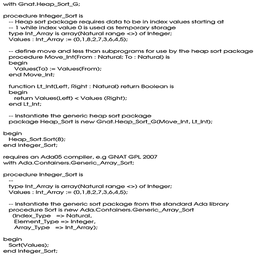 with Gnat.Heap_Sort_G;
procedure Integer_Sort is
-- Heap sort package requires data to be in index values starting at
-- 1 while index value 0 is used as temporary storage
type Int_Array is array(Natural range <>) of Integer;
Values : Int_Array := (0,1,8,2,7,3,6,4,5);
-- define move and less than subprograms for use by the heap sort package
procedure Move_Int(From : Natural; To : Natural) is
begin
Values(To) := Values(From);
end Move_Int;
function Lt_Int(Left, Right : Natural) return Boolean is
begin
return Values(Left) < Values (Right);
end Lt_Int;
-- Instantiate the generic heap sort package
package Heap_Sort is new Gnat.Heap_Sort_G(Move_Int, Lt_Int);
begin
Heap_Sort.Sort(8);
end Integer_Sort;
requires an Ada05 compiler, e.g GNAT GPL 2007
with Ada.Containers.Generic_Array_Sort;
procedure Integer_Sort is
--
type Int_Array is array(Natural range <>) of Integer;
Values : Int_Array := (0,1,8,2,7,3,6,4,5);
-- Instantiate the generic sort package from the standard Ada library
procedure Sort is new Ada.Containers.Generic_Array_Sort
(Index_Type => Natural,
Element_Type => Integer,
Array_Type => Int_Array);
begin
Sort(Values);
end Integer_Sort;